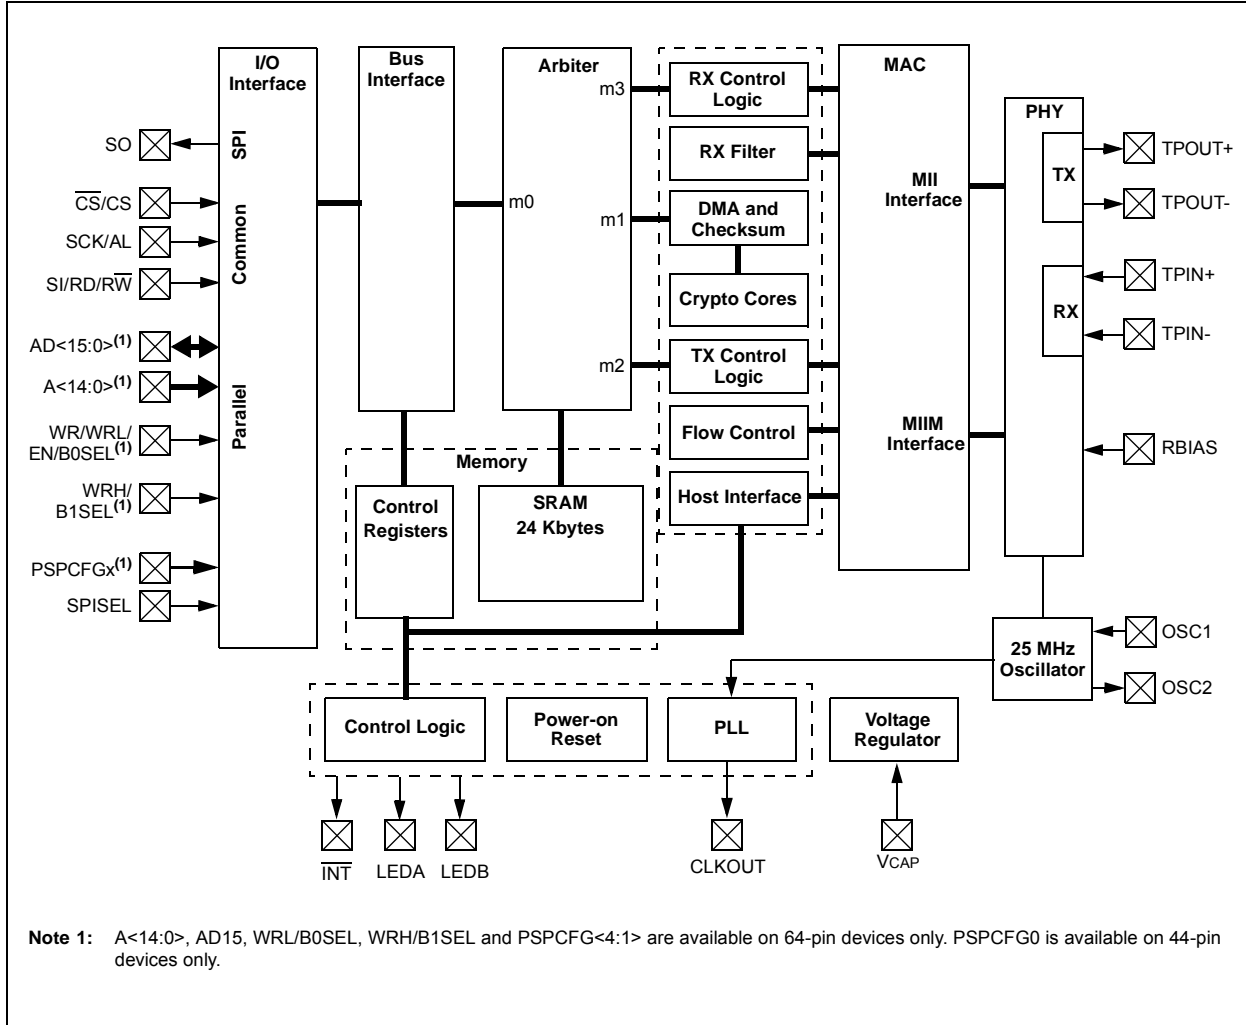 I/O
Interface
SPI
Common
Parallel
SO
C̅S̅/CS
SCK/AL
SI/RD/RW̅
AD<15:0>(1)
A<14:0>(1)
WR/WRL/
EN/B0SEL(1)
WRH/
B1SEL(1)
PSPCFGx(1)
SPISEL
Bus
Interface
Arbiter
m0
m3
m1
m2
RX Control
Logic
RX Filter
DMA and
Checksum
Crypto Cores
TX Control
Logic
Flow Control
Host Interface
MAC
MII
Interface
MIIM
Interface
PHY
TX
RX
TPOUT+
TPOUT-
TPIN+
TPIN-
RBIAS
Memory
Control
Registers
SRAM
24 Kbytes
25 MHz
Oscillator
OSC1
OSC2
Control Logic
Power-on
Reset
PLL
Voltage
Regulator
I̅N̅T̅
LEDA
LEDB
CLKOUT
VCAP
Note 1: A<14:0>, AD15, WRL/B0SEL, WRH/B1SEL and PSPCFG<4:1> are available on 64-pin devices only. PSPCFG0 is available on 44-pin
devices only.